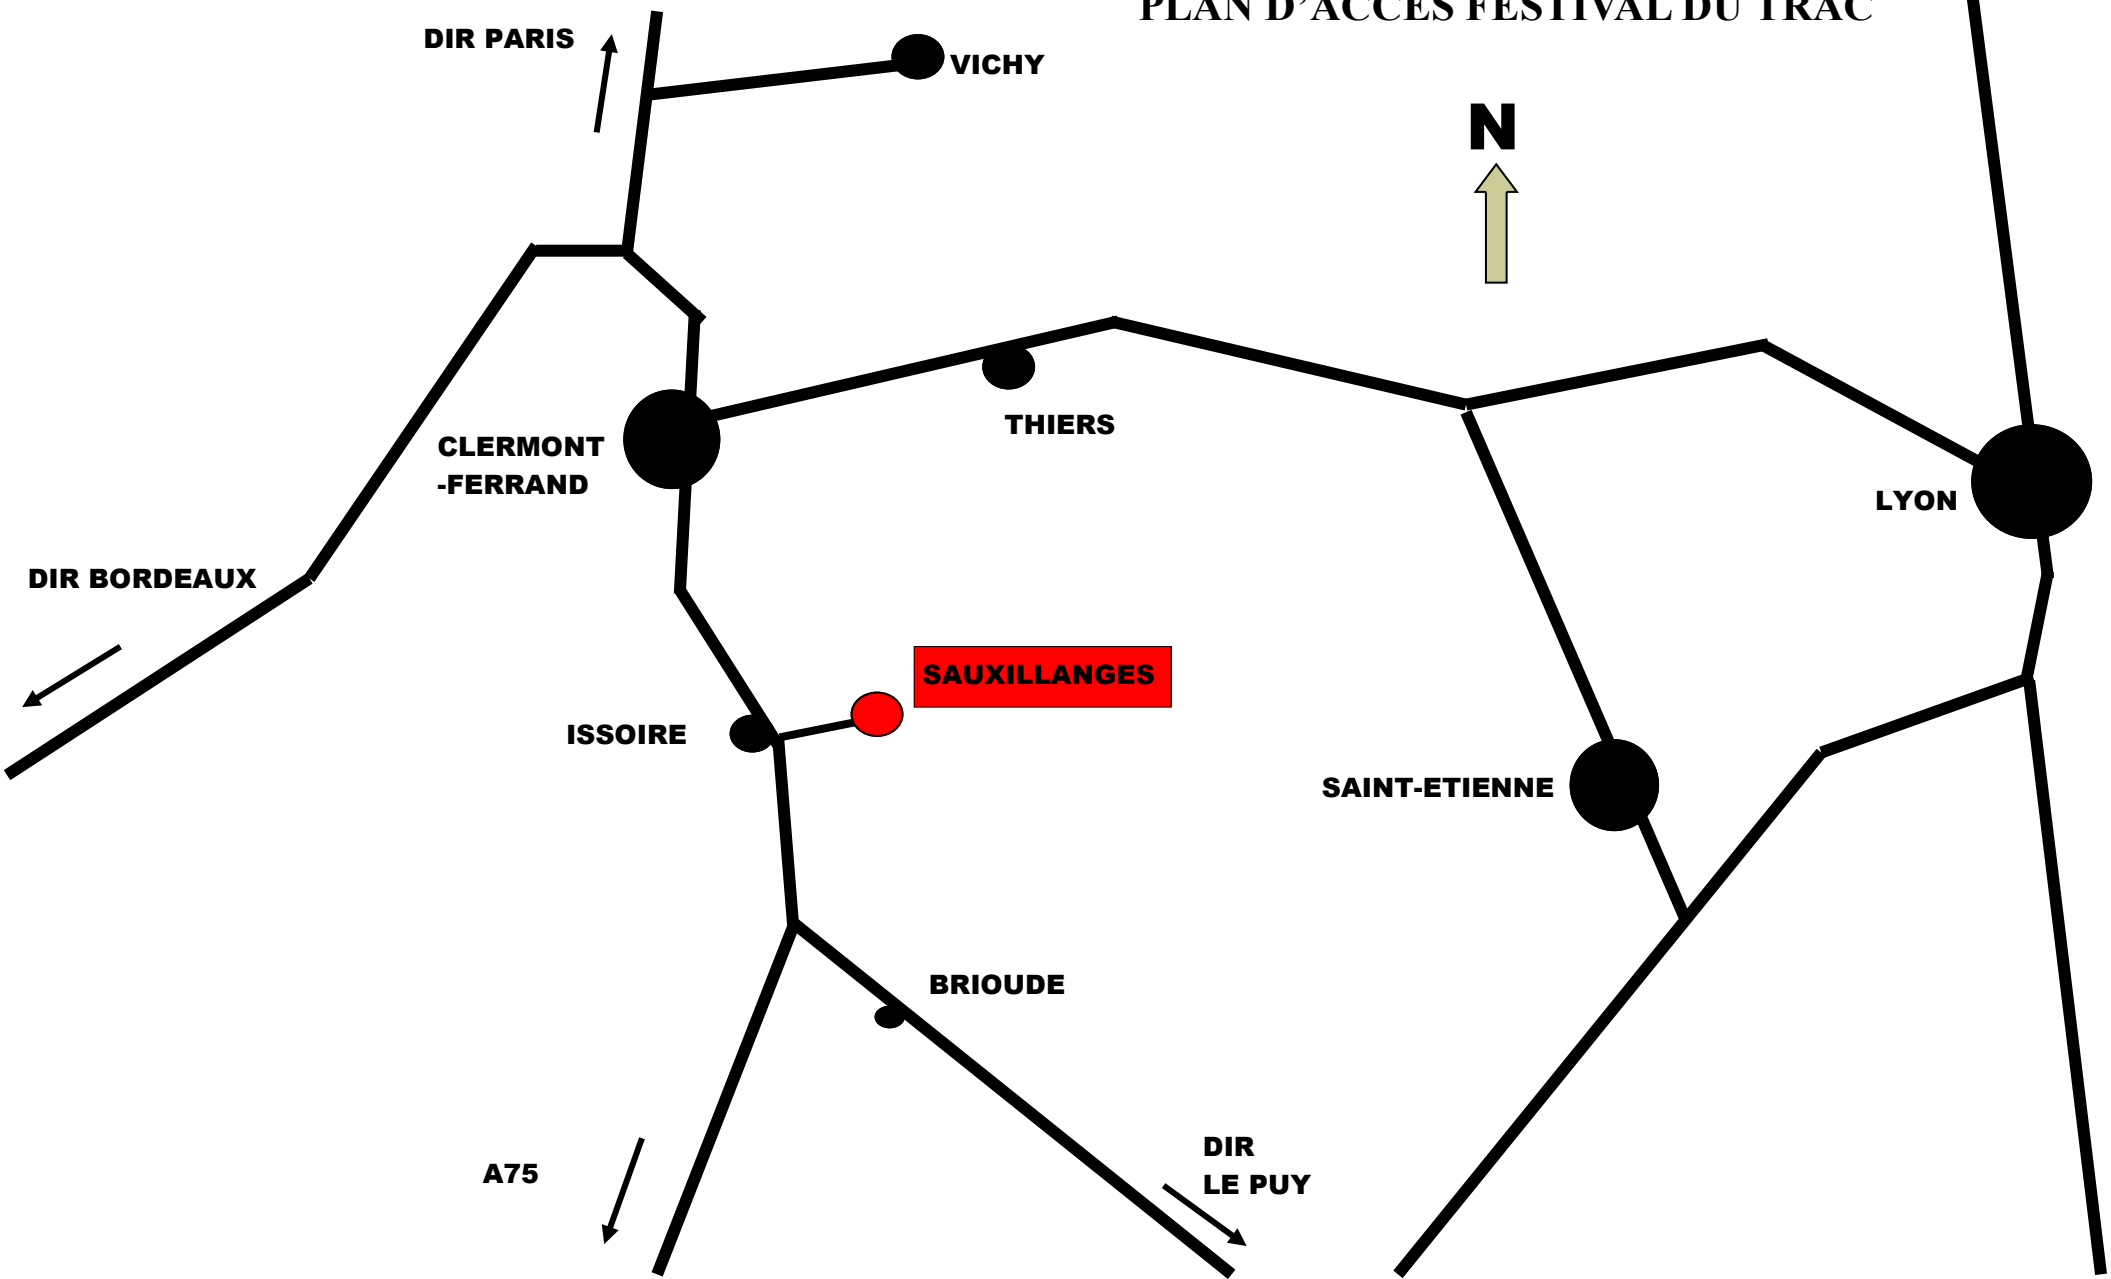 PLAN D'ACCES FESTIVAL DU TRAC
DIR PARIS
VICHY
N
THIERS
CLERMONT
-FERRAND
LYON
DIR BORDEAUX
SAUXILLANGES
ISSOIRE
SAINT-ETIENNE
BRIOUDE
DIR
LE PUY
A75